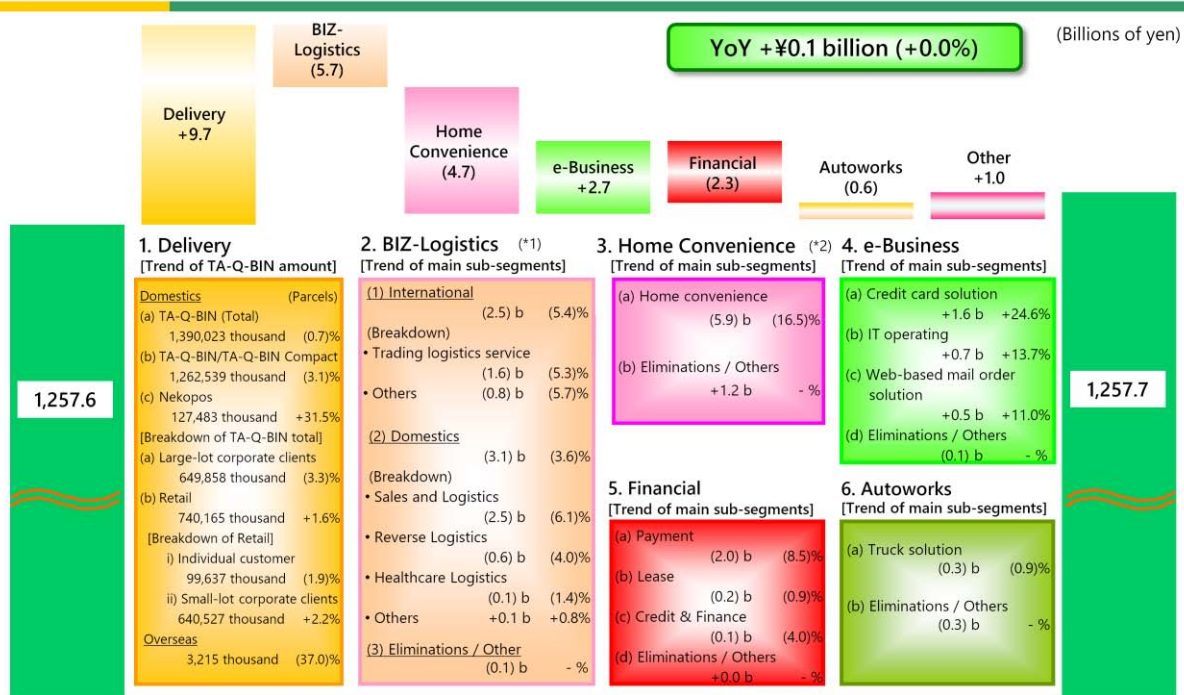 (Billions of yen)
YoY +¥0.1 billion (+0.0%)
Delivery
+9.7
BIZ-
Logistics
(5.7)
Home
Convenience
(4.7)
e-Business
+2.7
Financial
(2.3)
Autoworks
(0.6)
Other
+1.0
1,257.6
1. Delivery
[Trend of TA-Q-BIN amount]
Domestics (Parcels)
(a) TA-Q-BIN (Total)
1,390,023 thousand (0.7)%
(b) TA-Q-BIN/TA-Q-BIN Compact
1,262,539 thousand (3.1)%
(c) Nekopos
127,483 thousand +31.5%
[Breakdown of TA-Q-BIN total]
(a) Large-lot corporate clients
649,858 thousand (3.3)%
(b) Retail
740,165 thousand +1.6%
[Breakdown of Retail]
i) Individual customer
99,637 thousand (1.9)%
ii) Small-lot corporate clients
640,527 thousand +2.2%
Overseas
3,215 thousand (37.0)%
2. BIZ-Logistics (*1)
[Trend of main sub-segments]
(1) International
(2.5) b (5.4)%
(Breakdown)
• Trading logistics service
(1.6) b (5.3)%
• Others (0.8) b (5.7)%
(2) Domestics
(3.1) b (3.6)%
(Breakdown)
• Sales and Logistics
(2.5) b (6.1)%
• Reverse Logistics
(0.6) b (4.0)%
• Healthcare Logistics
(0.1) b (1.4)%
• Others +0.1 b +0.8%
(3) Eliminations / Other
(0.1) b - %
3. Home Convenience (*2)
[Trend of main sub-segments]
(a) Home convenience
(5.9) b (16.5)%
(b) Eliminations / Others
+1.2 b - %
4. e-Business
[Trend of main sub-segments]
(a) Credit card solution
+1.6 b +24.6%
(b) IT operating
+0.7 b +13.7%
(c) Web-based mail order
solution
+0.5 b +11.0%
(d) Eliminations / Others
(0.1) b - %
5. Financial
[Trend of main sub-segments]
(a) Payment
(2.0) b (8.5)%
(b) Lease
(0.2) b (0.9)%
(c) Credit & Finance
(0.1) b (4.0)%
(d) Eliminations / Others
+0.0 b - %
6. Autoworks
[Trend of main sub-segments]
(a) Truck solution
(0.3) b (0.9)%
(b) Eliminations / Others
(0.3) b - %
1,257.7